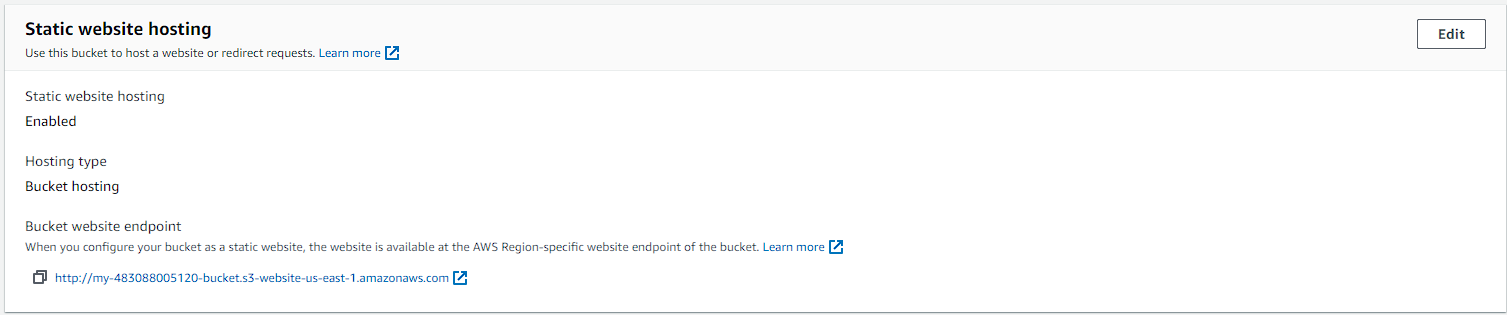 Static website hosting
Edit
Use this bucket to host a website or redirect requests. Learn more
Static website hosting
Enabled
Hosting type
Bucket hosting
Bucket website endpoint
When you configure your bucket as a static website, the website is available at the AWS Region-specific website endpoint of the bucket. Learn more
http://my-483088005120-bucket.s3-website-us-east-1.amazonaws.com